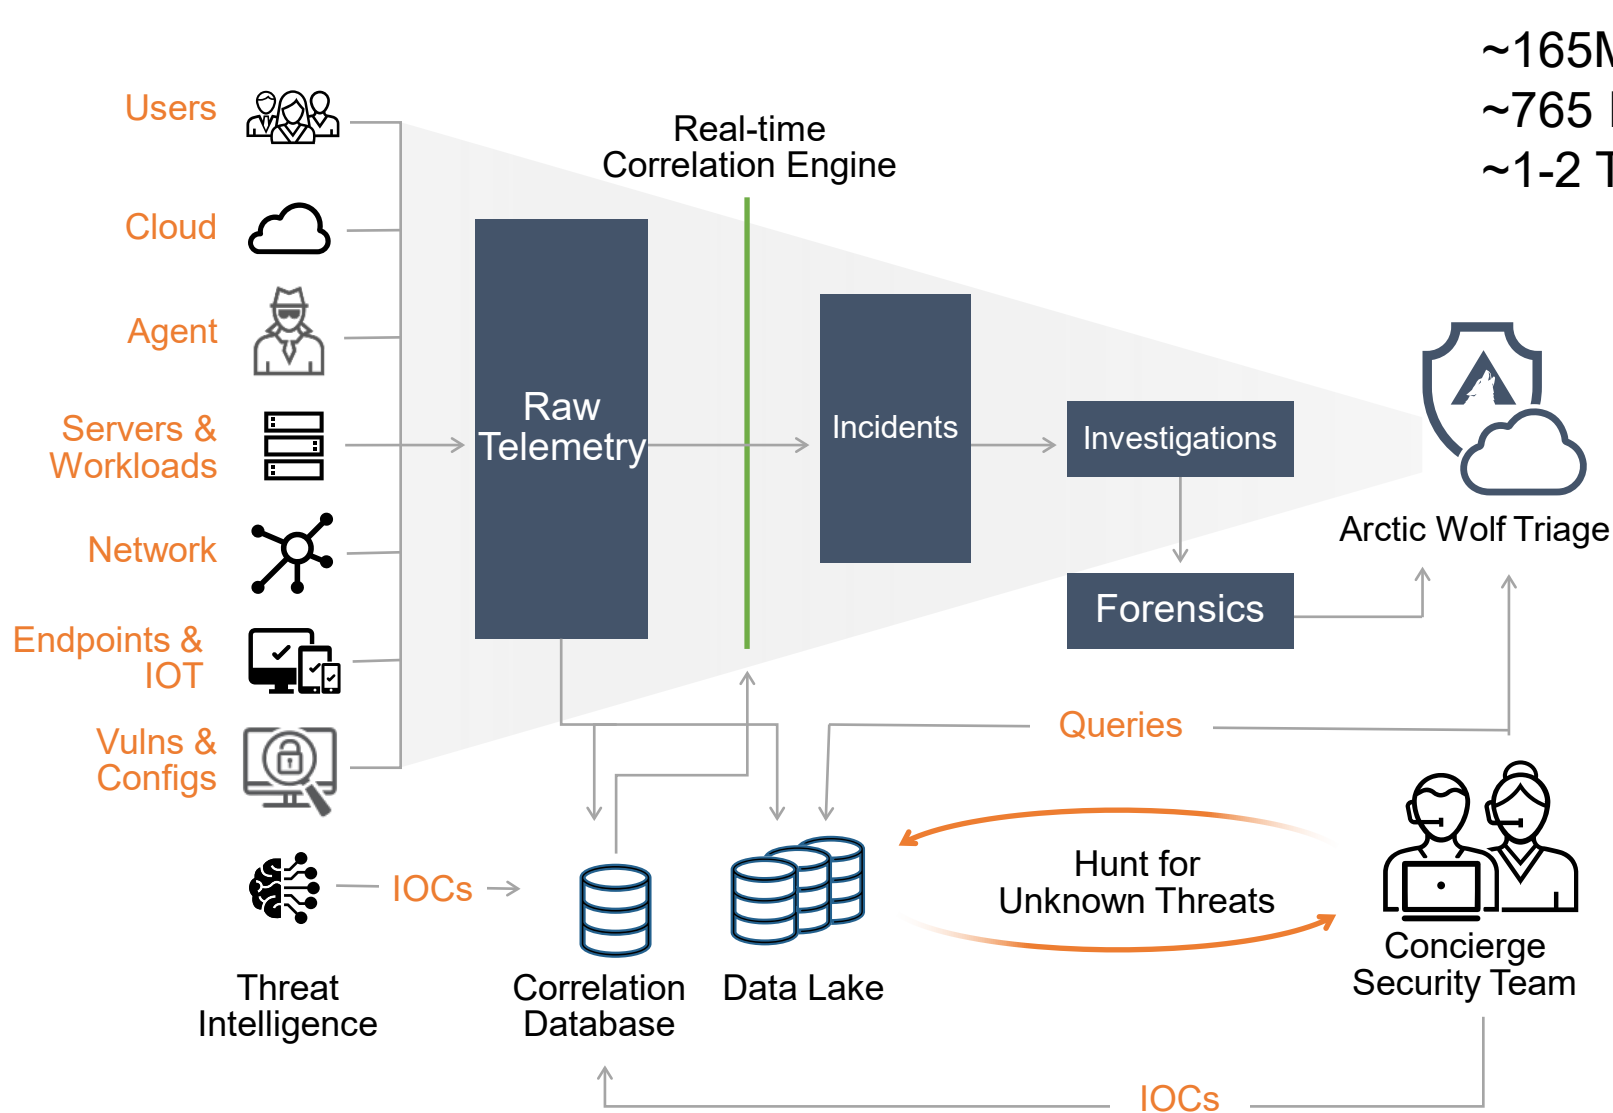 ~165M
~765
~1-2 T
Users
Real-time
Correlation Engine
Cloud
Agent
Raw
Telemetry
Incidents
Investigations
Servers &
Workloads
Arctic Wolf Triage
Network
Forensics
Endpoints &
IOT
Queries
Vulns &
Configs
Hunt for
Unknown Threats
IOCs
Concierge
Security Team
Threat
Intelligence
Correlation
Database
Data Lake
IOCs